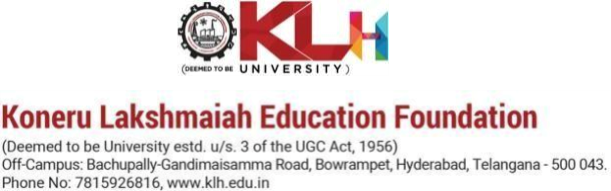 KLH
(DEEMED TO BE UNIVERSITY)
Koneru Lakshmaiah Education Foundation
(Deemed to be University estd. u/s. 3 of the UGC Act, 1956)
Off-Campus: Bachupally-Gandimaisamma Road, Bowrampet, Hyderabad, Telangana - 500 043.
Phone No: 7815926816, www.klh.edu.in